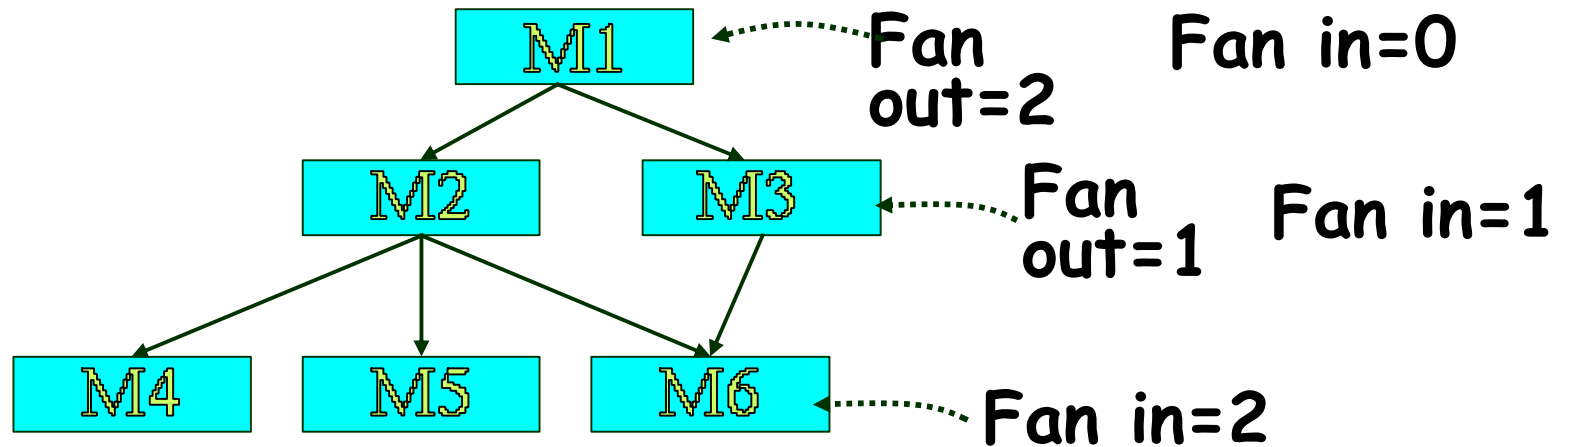 M1
Fan
out=2
Fan in=0
M2
M3
Fan
out=1
Fan in=1
M4
M5
M6
Fan in=2